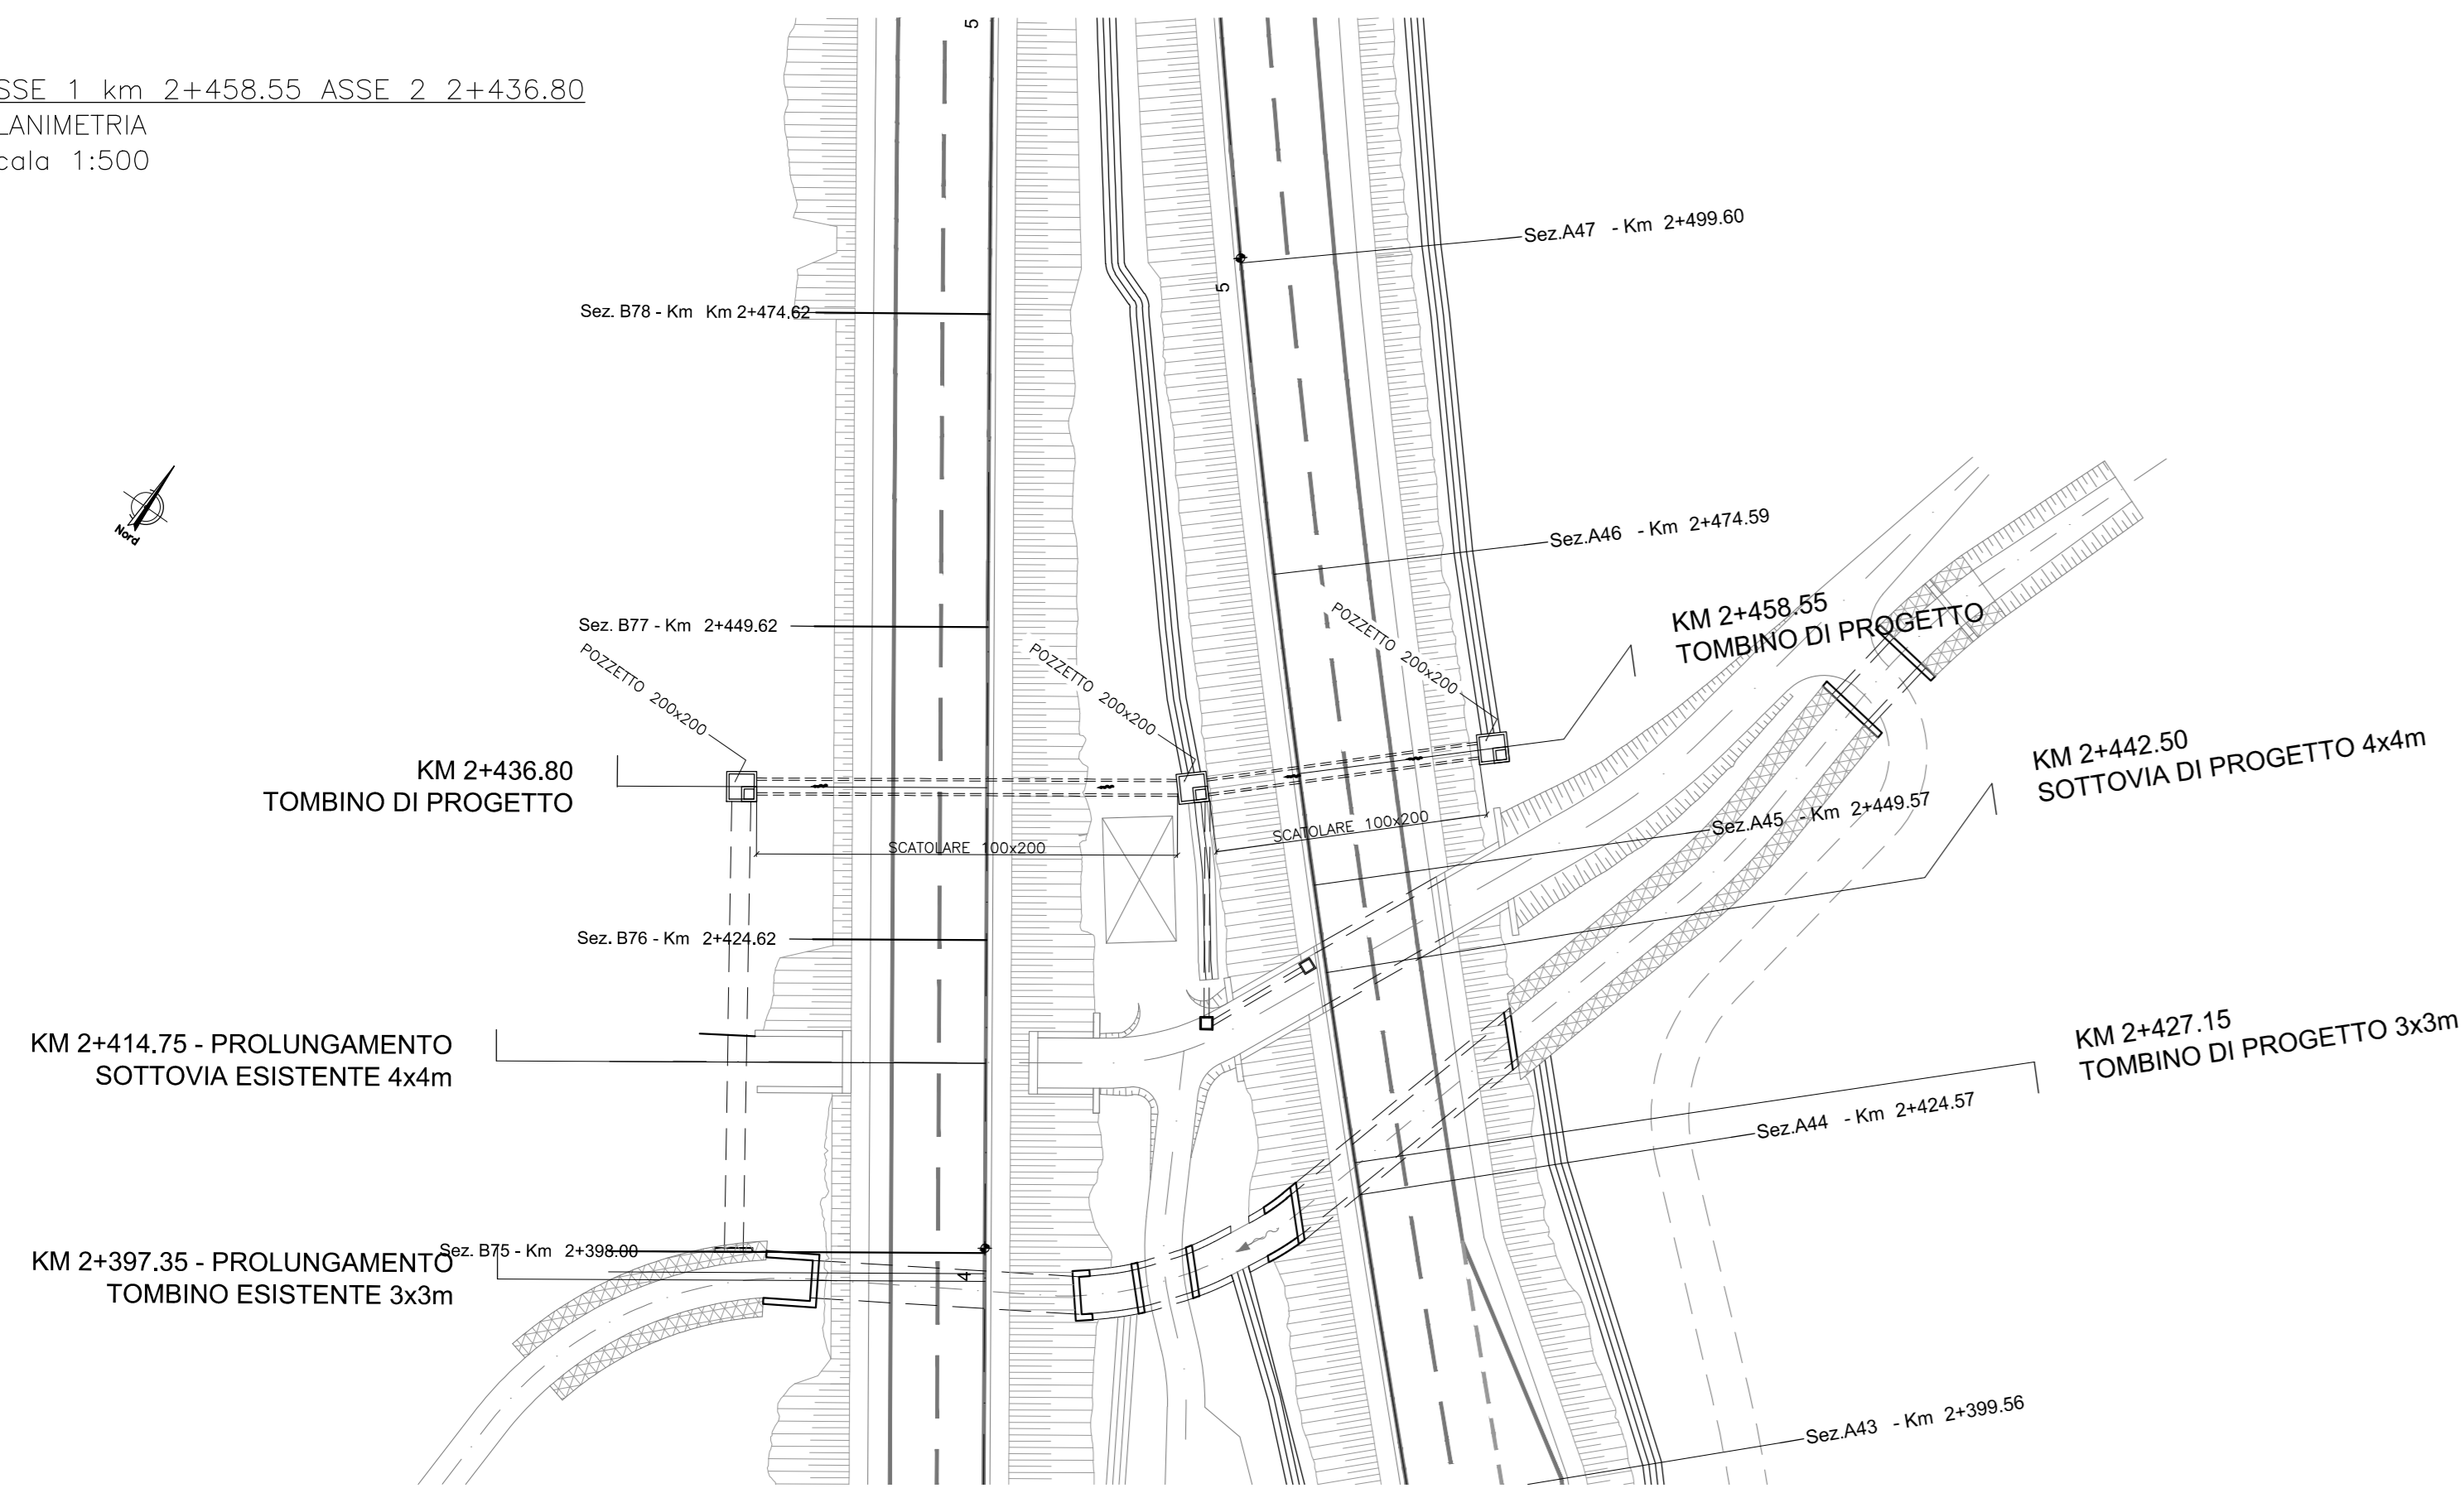 SSE 1 km 2+458.55 ASSE 2 2+436.80
LANIMETRIA
cala 1:500
5
Sez.A47 - Km 2+499.60
5
Sez. B78 - Km Km 2+474.62
Nord
Sez.A46 - Km 2+474.59
Sez. B77 - Km 2+449.62
POZZETTO 200x200
POZZETTO 200x200
POZZETTO 200x200
KM 2+458.55
TOMBINO DI PROGETTO
KM 2+436.80
TOMBINO DI PROGETTO
KM 2+442.50
SOTTOVIA DI PROGETTO 4x4m
SCATOLARE 100x200
SCATOLARE 100x200
Sez.A45 - Km 2+449.57
Sez. B76 - Km 2+424.62
KM 2+414.75 - PROLUNGAMENTO
SOTTOVIA ESISTENTE 4x4m
KM 2+427.15
TOMBINO DI PROGETTO 3x3m
Sez.A44 - Km 2+424.57
Sez. B75 - Km 2+398.00
KM 2+397.35 - PROLUNGAMENTO
TOMBINO ESISTENTE 3x3m
4
Sez.A43 - Km 2+399.56